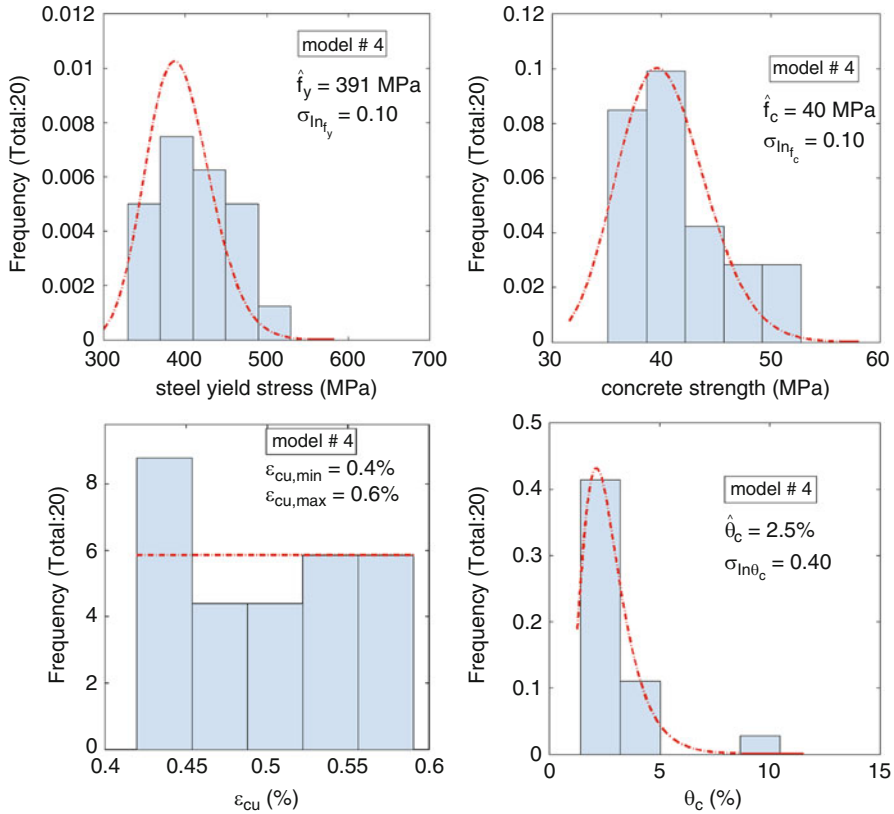 model # 4
f̂y = 391 MPa
σlnfy = 0.10
Frequency (Total:20)
0.012
0.01
0.008
0.006
0.004
0.002
0
300 400 500 600 700
steel yield stress (MPa)
model # 4
f̂c = 40 MPa
σlnfc = 0.10
Frequency (Total:20)
0.12
0.1
0.08
0.06
0.04
0.02
0
30 40 50 60
concrete strength (MPa)
model # 4
εcu,min = 0.4%
εcu,max = 0.6%
Frequency (Total:20)
8
6
4
2
0
0.4 0.45 0.5 0.55 0.6
εcu (%)
model # 4
θ̂c = 2.5%
σlnθc = 0.40
Frequency (Total:20)
0.5
0.4
0.3
0.2
0.1
0
0 5 10 15
θc (%)